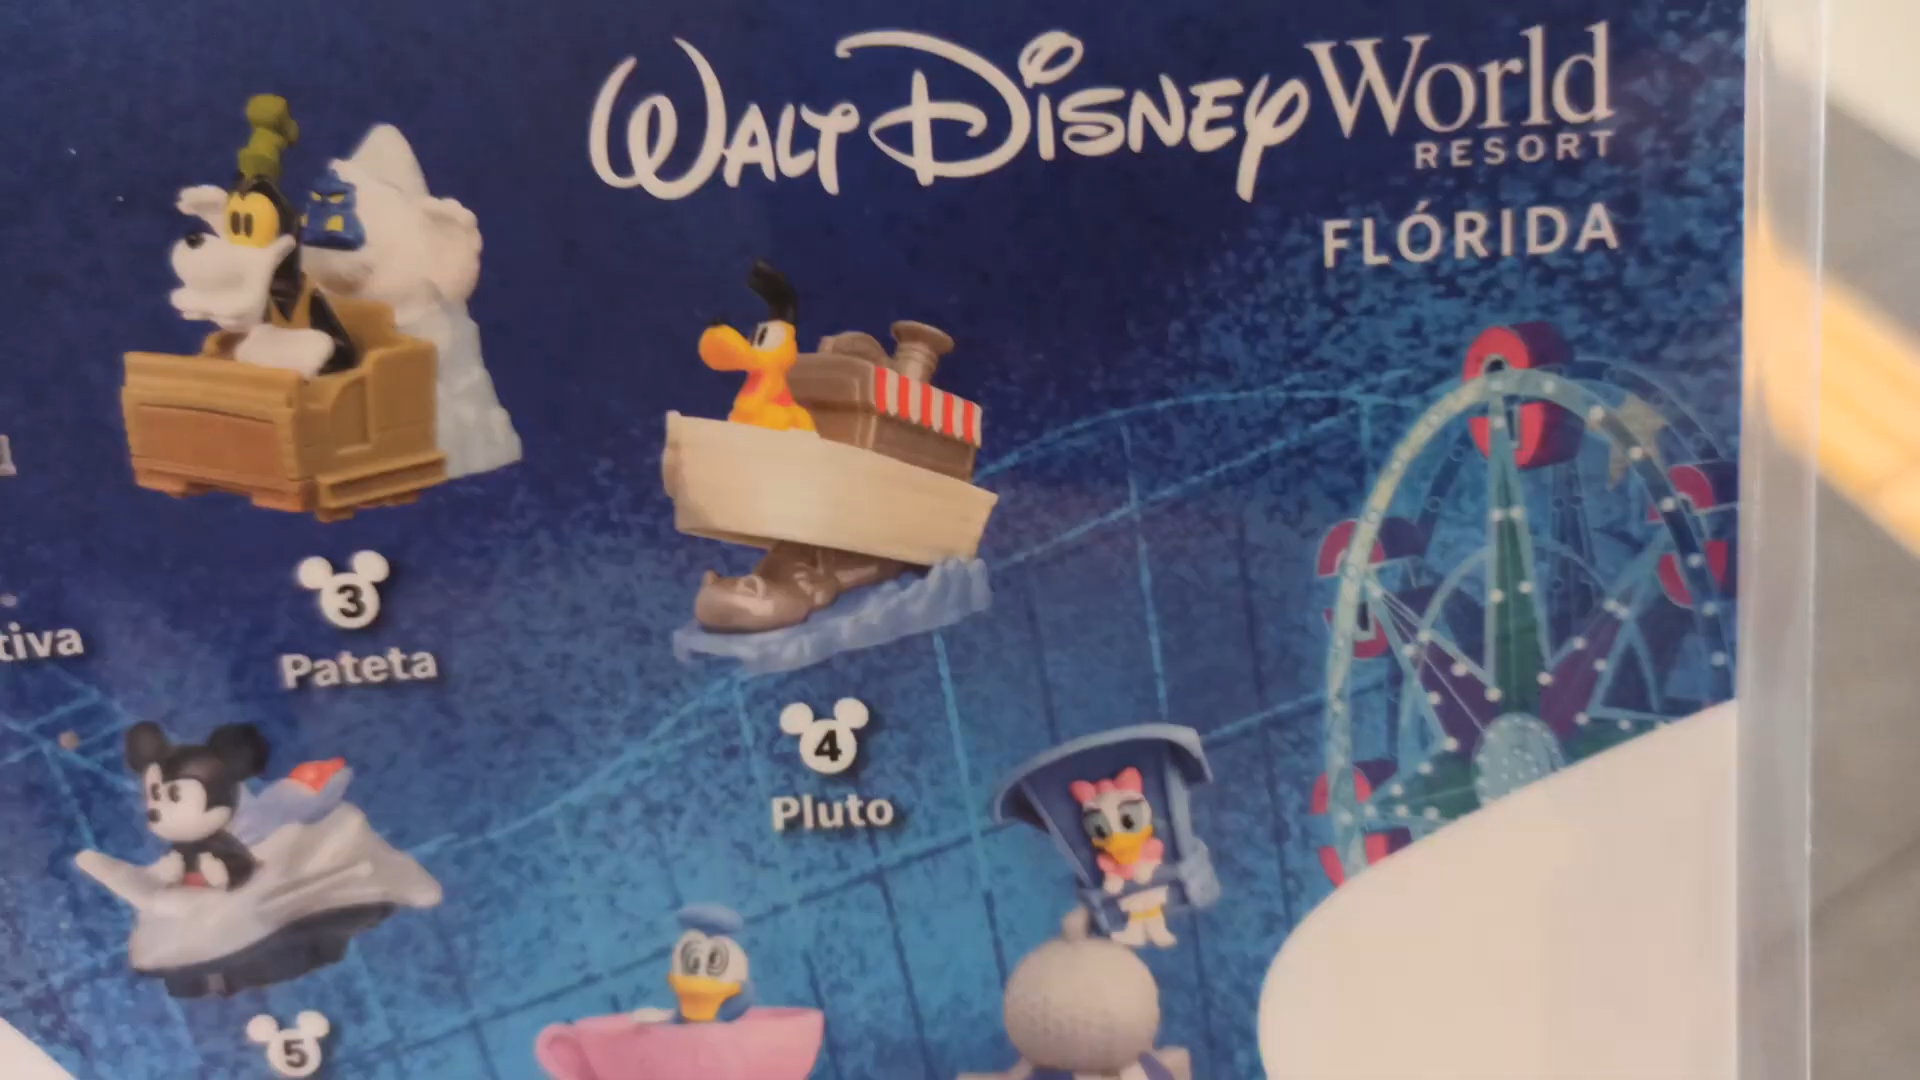 WALT DISNEY World
RESORT
FLÓRIDA
3
Pateta
tiva
4
Pluto
5